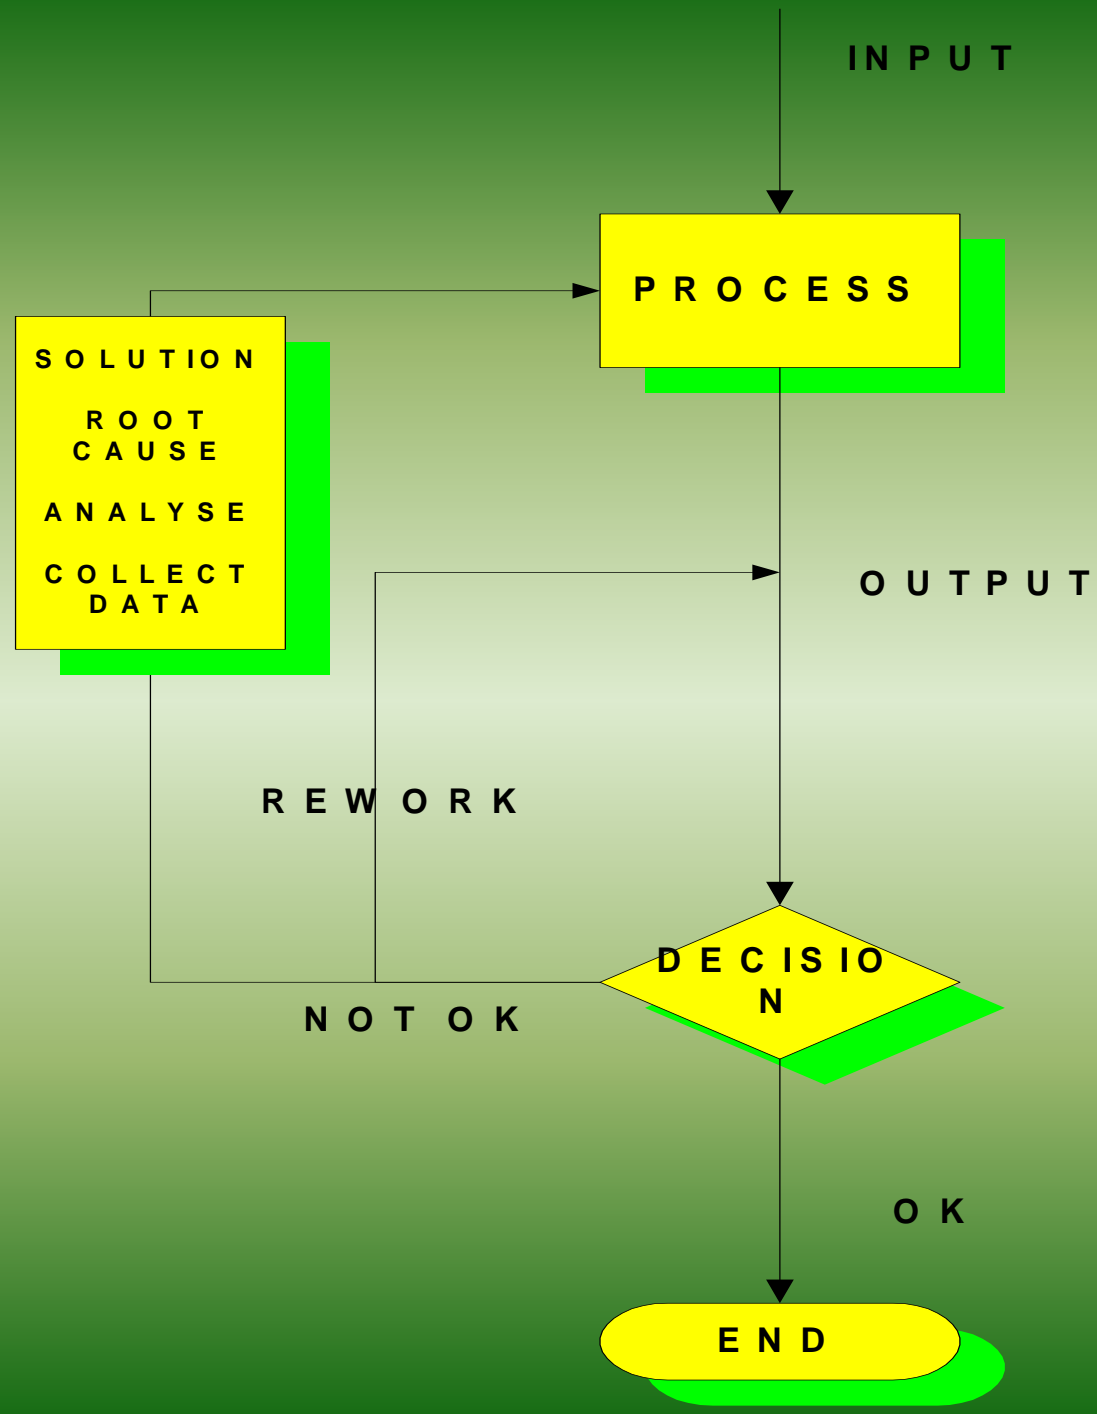 INPUT
PROCESS
SOLUTION
ROOT
CAUSE
ANALYSE
COLLECT
DATA
OUTPUT
REWORK
DECISIO
N
NOT OK
OK
END